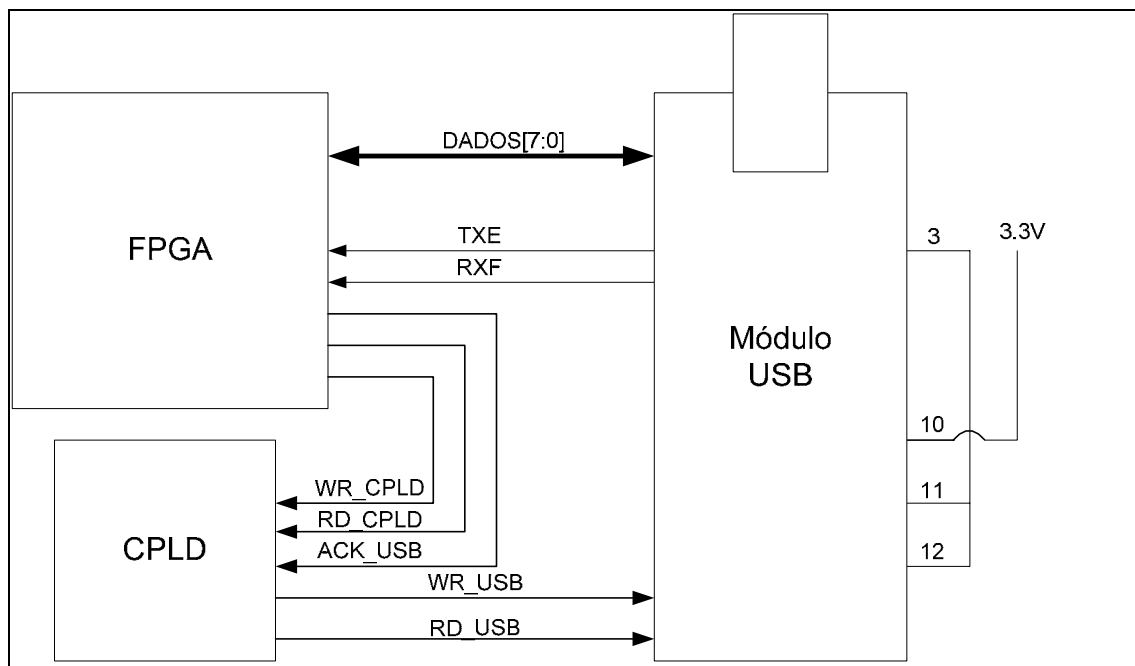 DADOS[7:0]
FPGA
TXE
RXF
3
3.3V
Módulo
USB
10
WR_CPLD
11
RD_CPLD
CPLD
ACK_USB
12
WR_USB
RD_USB